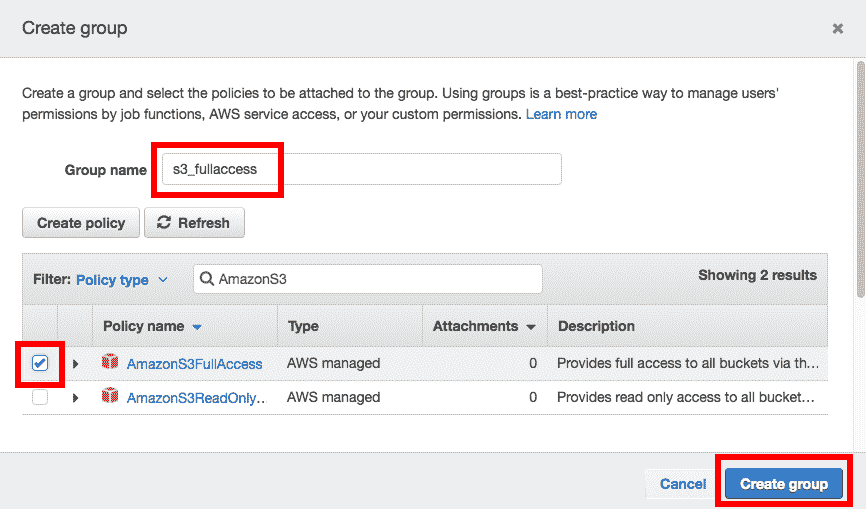 Create group
Create a group and select the policies to be attached to the group. Using groups is a best-practice way to manage users'
permissions by job functions, AWS service access, or your custom permissions. Learn more
Group name s3_fullaccess
Create policy Refresh
Filter: Policy type AmazonS3 Showing 2 results
Policy name Type Attachments Description
AmazonS3FullAccess AWS managed 0 Provides full access to all buckets via th...
AmazonS3ReadOnly... AWS managed 0 Provides read only access to all bucket...
Cancel Create group